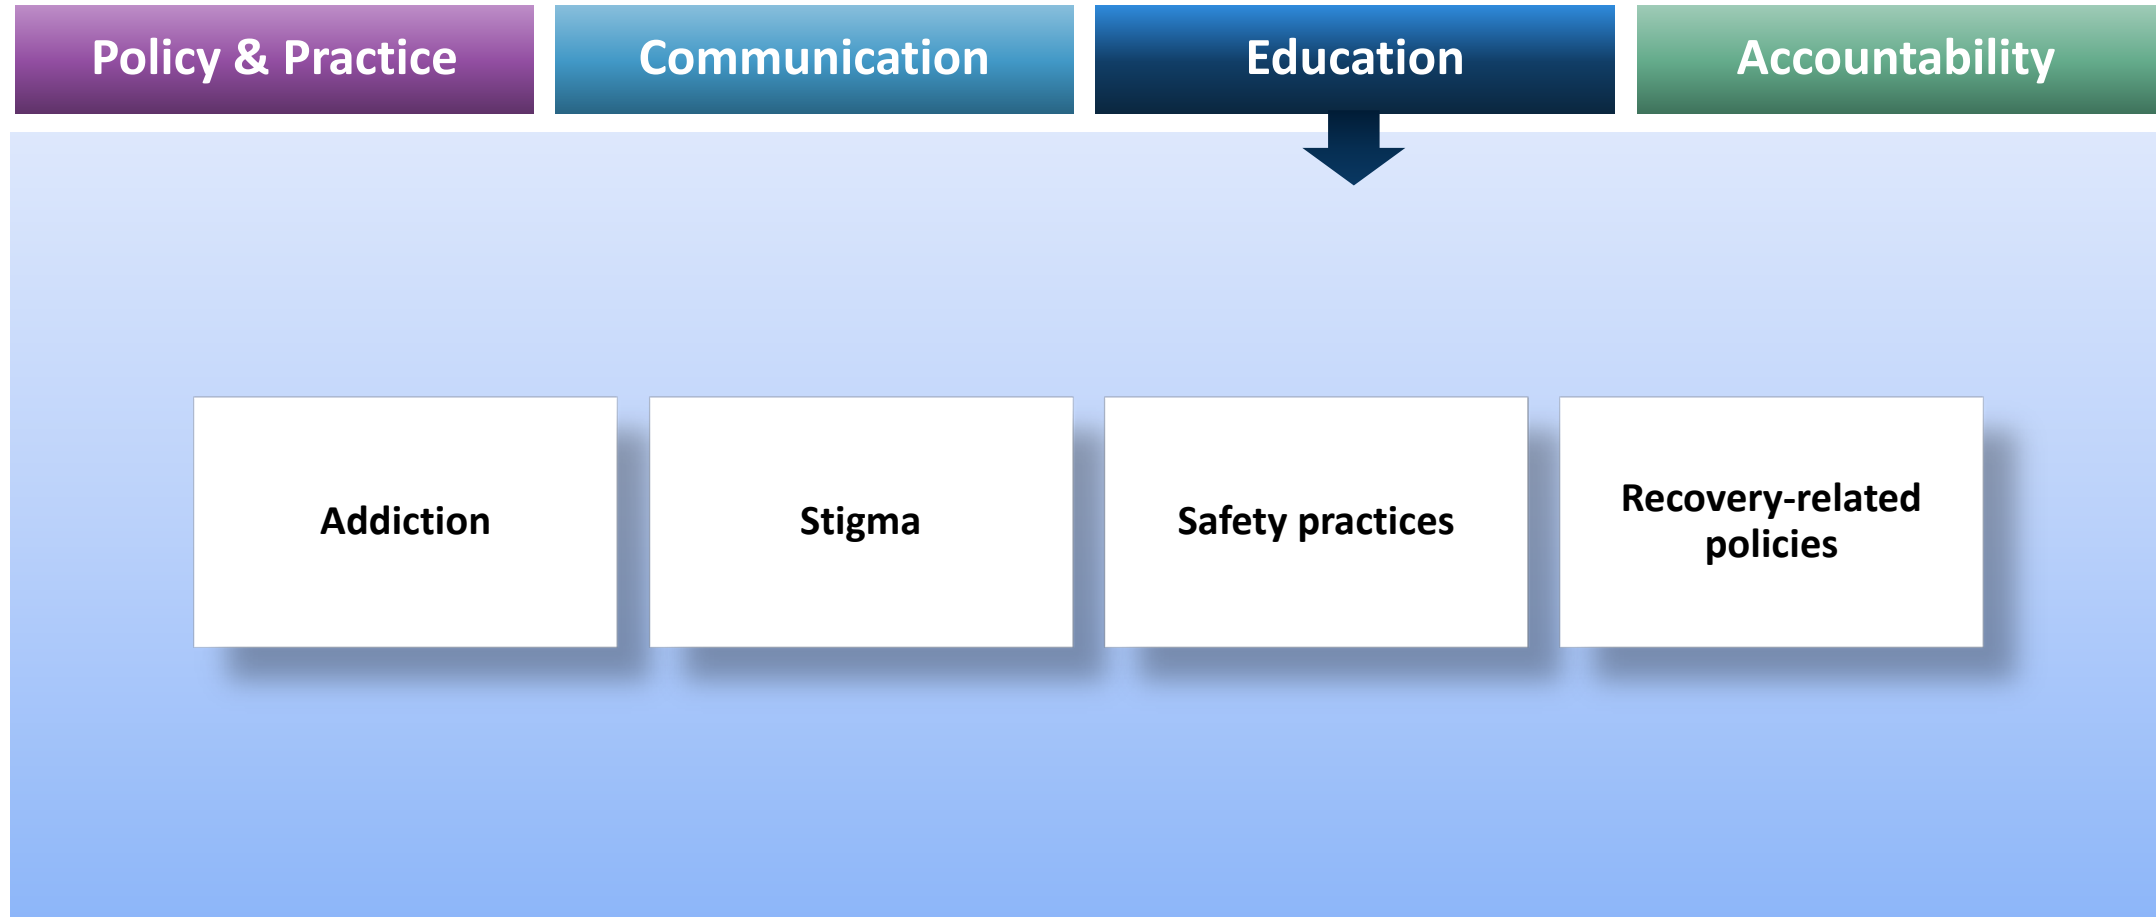 Policy & Practice
Communication
Education
Accountability
Addiction
Stigma
Safety practices
Recovery-related
policies